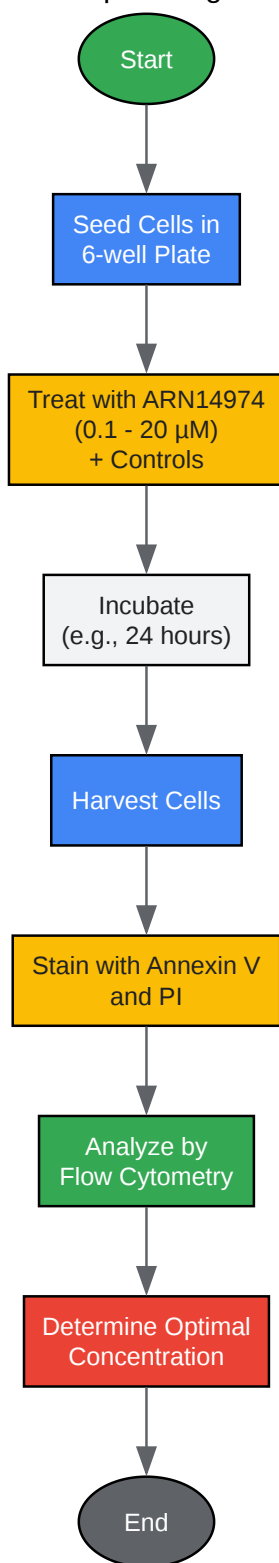 Start
Seed Cells in
6-well Plate
Treat with ARN14974
(0.1 - 20 µM)
+ Controls
Incubate
(e.g., 24 hours)
Harvest Cells
Stain with Annexin V
and PI
Analyze by
Flow Cytometry
Determine Optimal
Concentration
End